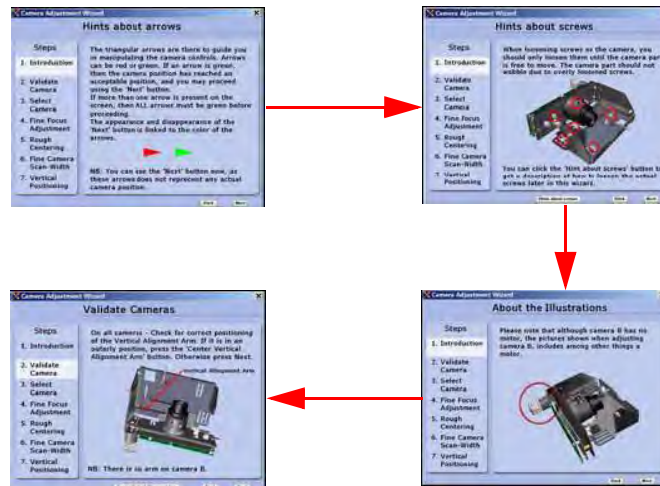 Camera Adjustment Wizard
Hints about arrows
Steps
1. Introduction
2. Validate
Camera
3. Select
Camera
4. Fine Focus
Adjustment
5. Rough
Centering
6. Fine Camera
Scan-Width
7. Vertical
Positioning
The triangular arrows are there to guide you
in manipulating the camera controls. Arrows
can be red or green. If an arrow is green,
then the camera position has reached an
acceptable position, and you may proceed
using the 'Next' button.
If more than one arrow is present on the
screen, then ALL arrows must be green before
proceeding.
The appearance and disappearance of the
'Next' button is linked to the color of the
arrows.
NB: You can use the 'Next' button now, as
these arrows does not represent any actual
camera position.
Back
Next
Camera Adjustment Wizard
Hints about screws
Steps
1. Introduction
2. Validate
Camera
3. Select
Camera
4. Fine Focus
Adjustment
5. Rough
Centering
6. Fine Camera
Scan-Width
7. Vertical
Positioning
When loosening screws on the camera, you
should only loosen them until the camera part
is free to move. The camera part should not
wobble due to overly loosened screws.
You can click the 'Hint about screws' button to
get a description of how to loosen the actual
screws later in this wizard.
Hints about screws
Back
Next
Camera Adjustment Wizard
Validate Cameras
Steps
1. Introduction
2. Validate
Camera
3. Select
Camera
4. Fine Focus
Adjustment
5. Rough
Centering
6. Fine Camera
Scan-Width
7. Vertical
Positioning
On all cameras - Check for correct positioning
of the Vertical Alignment Arm. If it is in an
outerly position, press the 'Center Vertical
Alignment Arm' button. Otherwise press Next.
Vertical Alignment Arm
NB: There is no arm on camera B.
Camera Adjustment Wizard
About the Illustrations
Steps
1. Introduction
2. Validate
Camera
3. Select
Camera
4. Fine Focus
Adjustment
5. Rough
Centering
6. Fine Camera
Scan-Width
7. Vertical
Positioning
Please note that although camera B has no
motor, the pictures shown when adjusting
camera B, includes among other things a
motor.
Back
Next